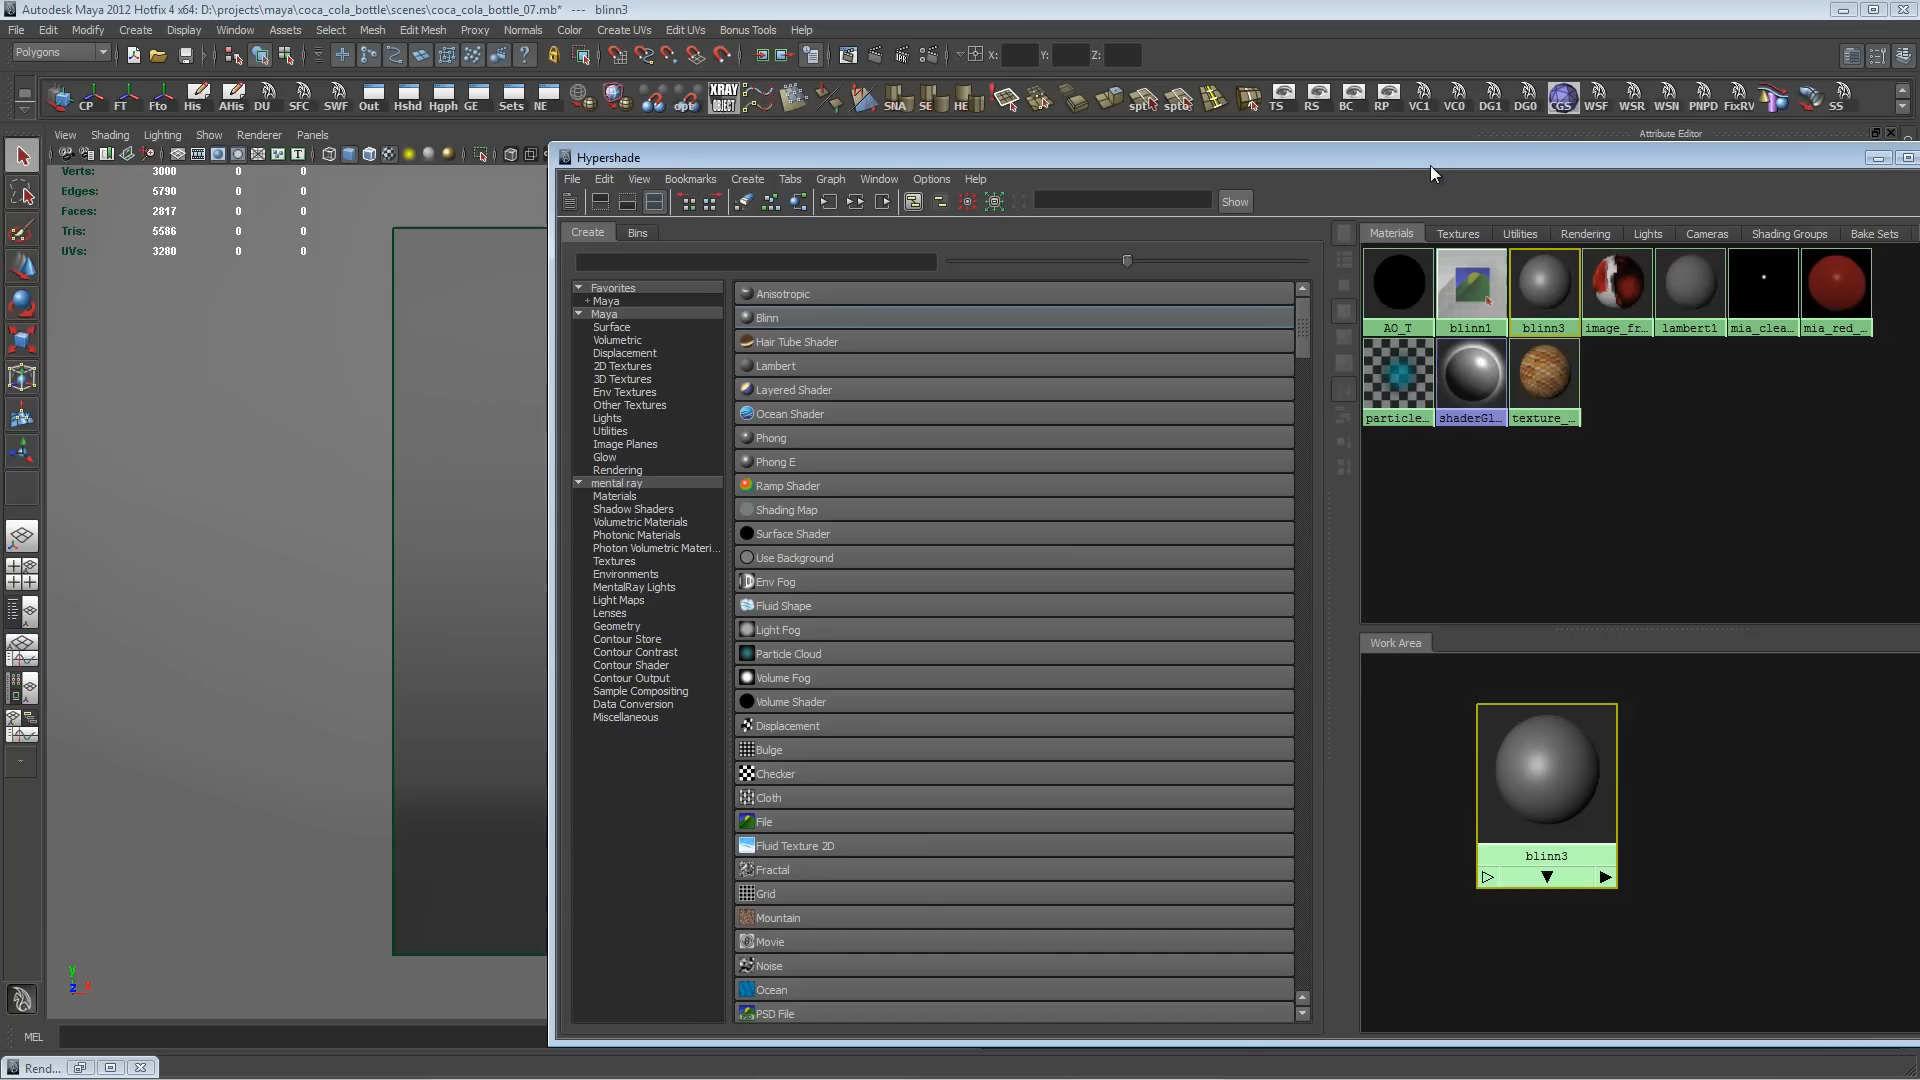 Autodesk Maya 2012 Hotfix 4 x64: D:\projects\maya\coca_cola_bottle\scenes\coca_cola_bottle_07.mb* --- blinn3
File Edit Modify Create Display Window Assets Select Mesh Edit Mesh Proxy Normals Color Create UVs Edit UVs Bonus Tools Help
Polygons X: Y: Z:
CP FT Fto His AHis DU SFC SWF Out Hshd Hgph GE Sets NE XRAY OBJECT opt SNA SE HE TS RS BC RP VC1 VC0 DG1 DG0 CGS WSF WSR WSN PNPD FixRV SS
View Shading Lighting Show Renderer Panels
Attribute Editor
Verts: 3000 0 0
Edges: 5790 0 0
Faces: 2817 0 0
Tris: 5586 0 0
UVs: 3280 0 0
Hypershade
File Edit View Bookmarks Create Tabs Graph Window Options Help
Show
Create Bins
Favorites
+ Maya
Maya
Surface
Volumetric
Displacement
2D Textures
3D Textures
Env Textures
Other Textures
Lights
Utilities
Image Planes
Glow
Rendering
mental ray
Materials
Shadow Shaders
Volumetric Materials
Photonic Materials
Photon Volumetric Materi...
Textures
Environments
MentalRay Lights
Light Maps
Lenses
Geometry
Contour Store
Contour Contrast
Contour Shader
Contour Output
Sample Compositing
Data Conversion
Miscellaneous
Anisotropic
Blinn
Hair Tube Shader
Lambert
Layered Shader
Ocean Shader
Phong
Phong E
Ramp Shader
Shading Map
Surface Shader
Use Background
Env Fog
Fluid Shape
Light Fog
Particle Cloud
Volume Fog
Volume Shader
Displacement
Bulge
Checker
Cloth
File
Fluid Texture 2D
Fractal
Grid
Mountain
Movie
Noise
Ocean
PSD File
Materials Textures Utilities Rendering Lights Cameras Shading Groups Bake Sets
AO_T blinn1 blinn3 image_fr... lambert1 mia_clea... mia_red_...
particle... shaderGl... texture_...
Work Area
blinn3
y
z x
MEL
Rend...